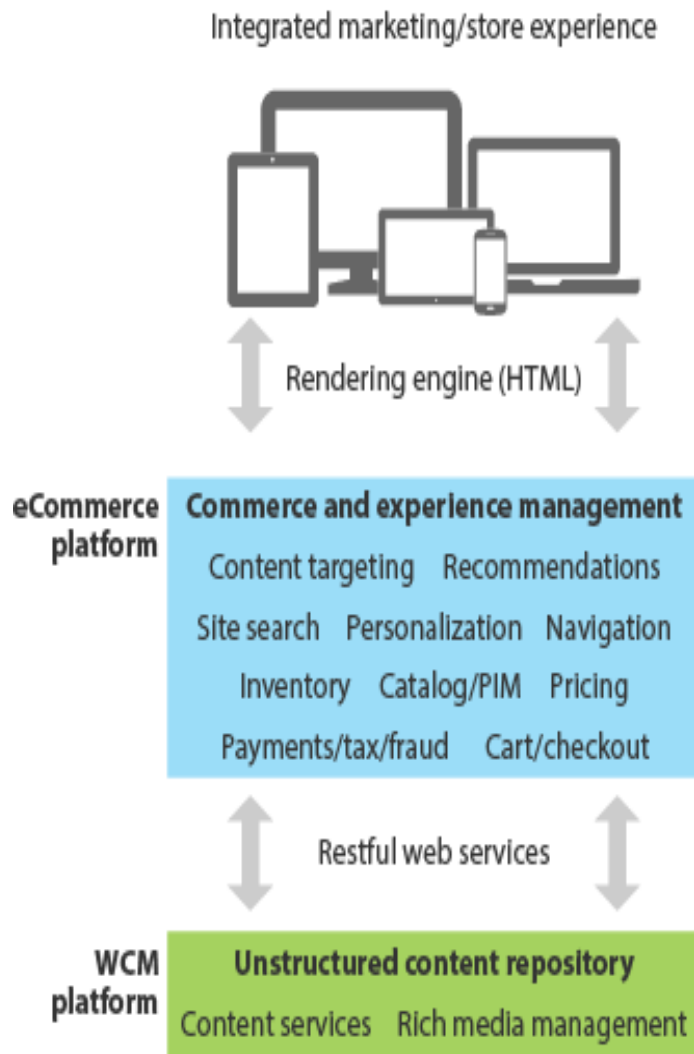 Integrated marketing/store experience
Rendering engine (HTML)
eCommerce platform
Commerce and experience management
Content targeting Recommendations
Site search Personalization Navigation
Inventory Catalog/PIM Pricing
Payments/tax/fraud Cart/checkout
Restful web services
WCM platform
Unstructured content repository
Content services Rich media management